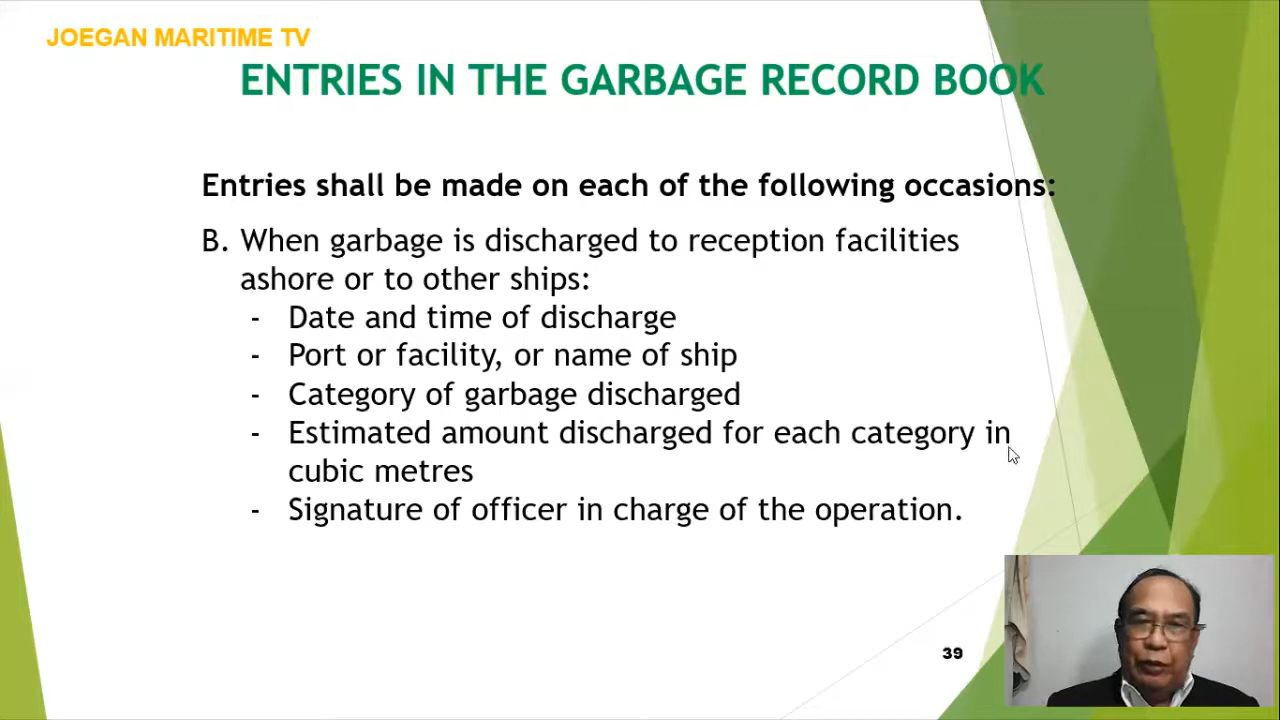 JOEGAN MARITIME TV
ENTRIES IN THE GARBAGE RECORD BOOK
Entries shall be made on each of the following occasions:
B. When garbage is discharged to reception facilities
ashore or to other ships:
- Date and time of discharge
- Port or facility, or name of ship
- Category of garbage discharged
- Estimated amount discharged for each category in
cubic metres
- Signature of officer in charge of the operation.
39